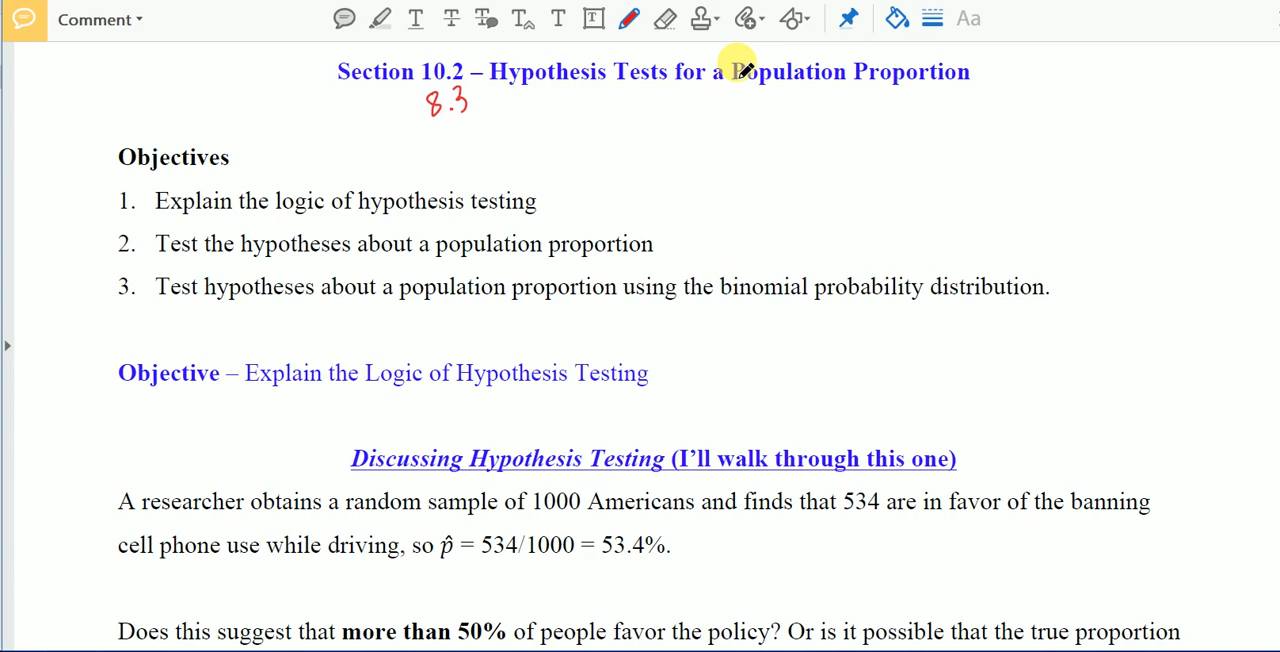 Comment
Aa
Section 10.2 – Hypothesis Tests for a Population Proportion
8.3
Objectives
1. Explain the logic of hypothesis testing
2. Test the hypotheses about a population proportion
3. Test hypotheses about a population proportion using the binomial probability distribution.
Objective – Explain the Logic of Hypothesis Testing
Discussing Hypothesis Testing (I’ll walk through this one)
A researcher obtains a random sample of 1000 Americans and finds that 534 are in favor of the banning
cell phone use while driving, so p̂ = 534/1000 = 53.4%.
Does this suggest that more than 50% of people favor the policy? Or is it possible that the true proportion